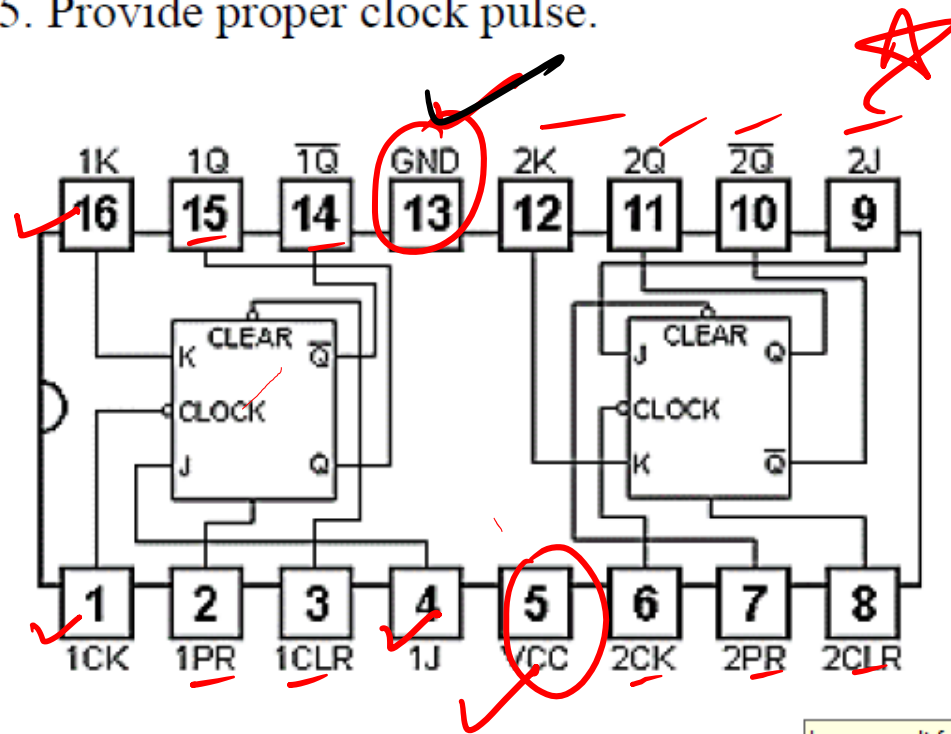 5. Provide proper clock pulse.
1K 1Q 1Q GND 2K 2Q 2Q 2J
16 15 14 13 12 11 10 9
CLEAR CLEAR
K Q J Q
CLOCK CLOCK
J Q K Q
1 2 3 4 5 6 7 8
1CK 1PR 1CLR 1J VCC 2CK 2PR 2CLR